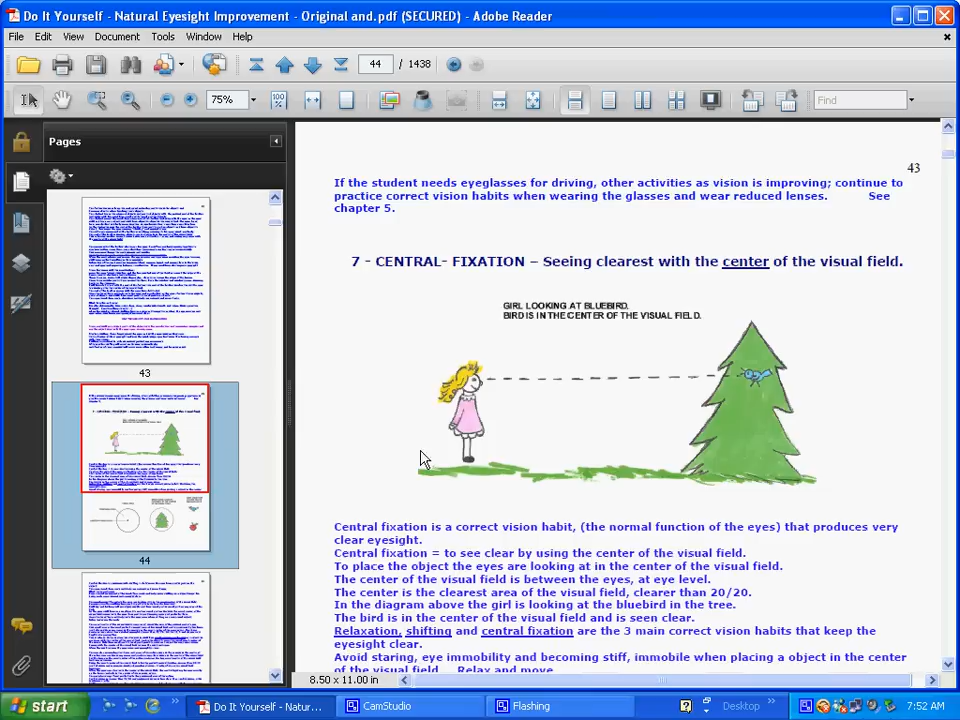 Do It Yourself - Natural Eyesight Improvement - Original and.pdf (SECURED) - Adobe Reader
File Edit View Document Tools Window Help
44 / 1438
75% Find
Pages
43
44
43
If the student needs eyeglasses for driving, other activities as vision is improving; continue to
practice correct vision habits when wearing the glasses and wear reduced lenses. See
chapter 5.
7 - CENTRAL- FIXATION – Seeing clearest with the center of the visual field.
GIRL LOOKING AT BLUEBIRD.
BIRD IS IN THE CENTER OF THE VISUAL FIELD.
Central fixation is a correct vision habit, (the normal function of the eyes) that produces very
clear eyesight.
Central fixation = to see clear by using the center of the visual field.
To place the object the eyes are looking at in the center of the visual field.
The center of the visual field is between the eyes, at eye level.
The center is the clearest area of the visual field, clearer than 20/20.
In the diagram above the girl is looking at the bluebird in the tree.
The bird is in the center of the visual field and is seen clear.
Relaxation, shifting and central fixation are the 3 main correct vision habits that keep the
eyesight clear.
Avoid staring, eye immobility and becoming stiff, immobile when placing a object in the center
of the visual field. Relax and move.
8.50 x 11.00 in
start Do It Yourself - Natur... CamStudio Flashing Desktop 7:52 AM